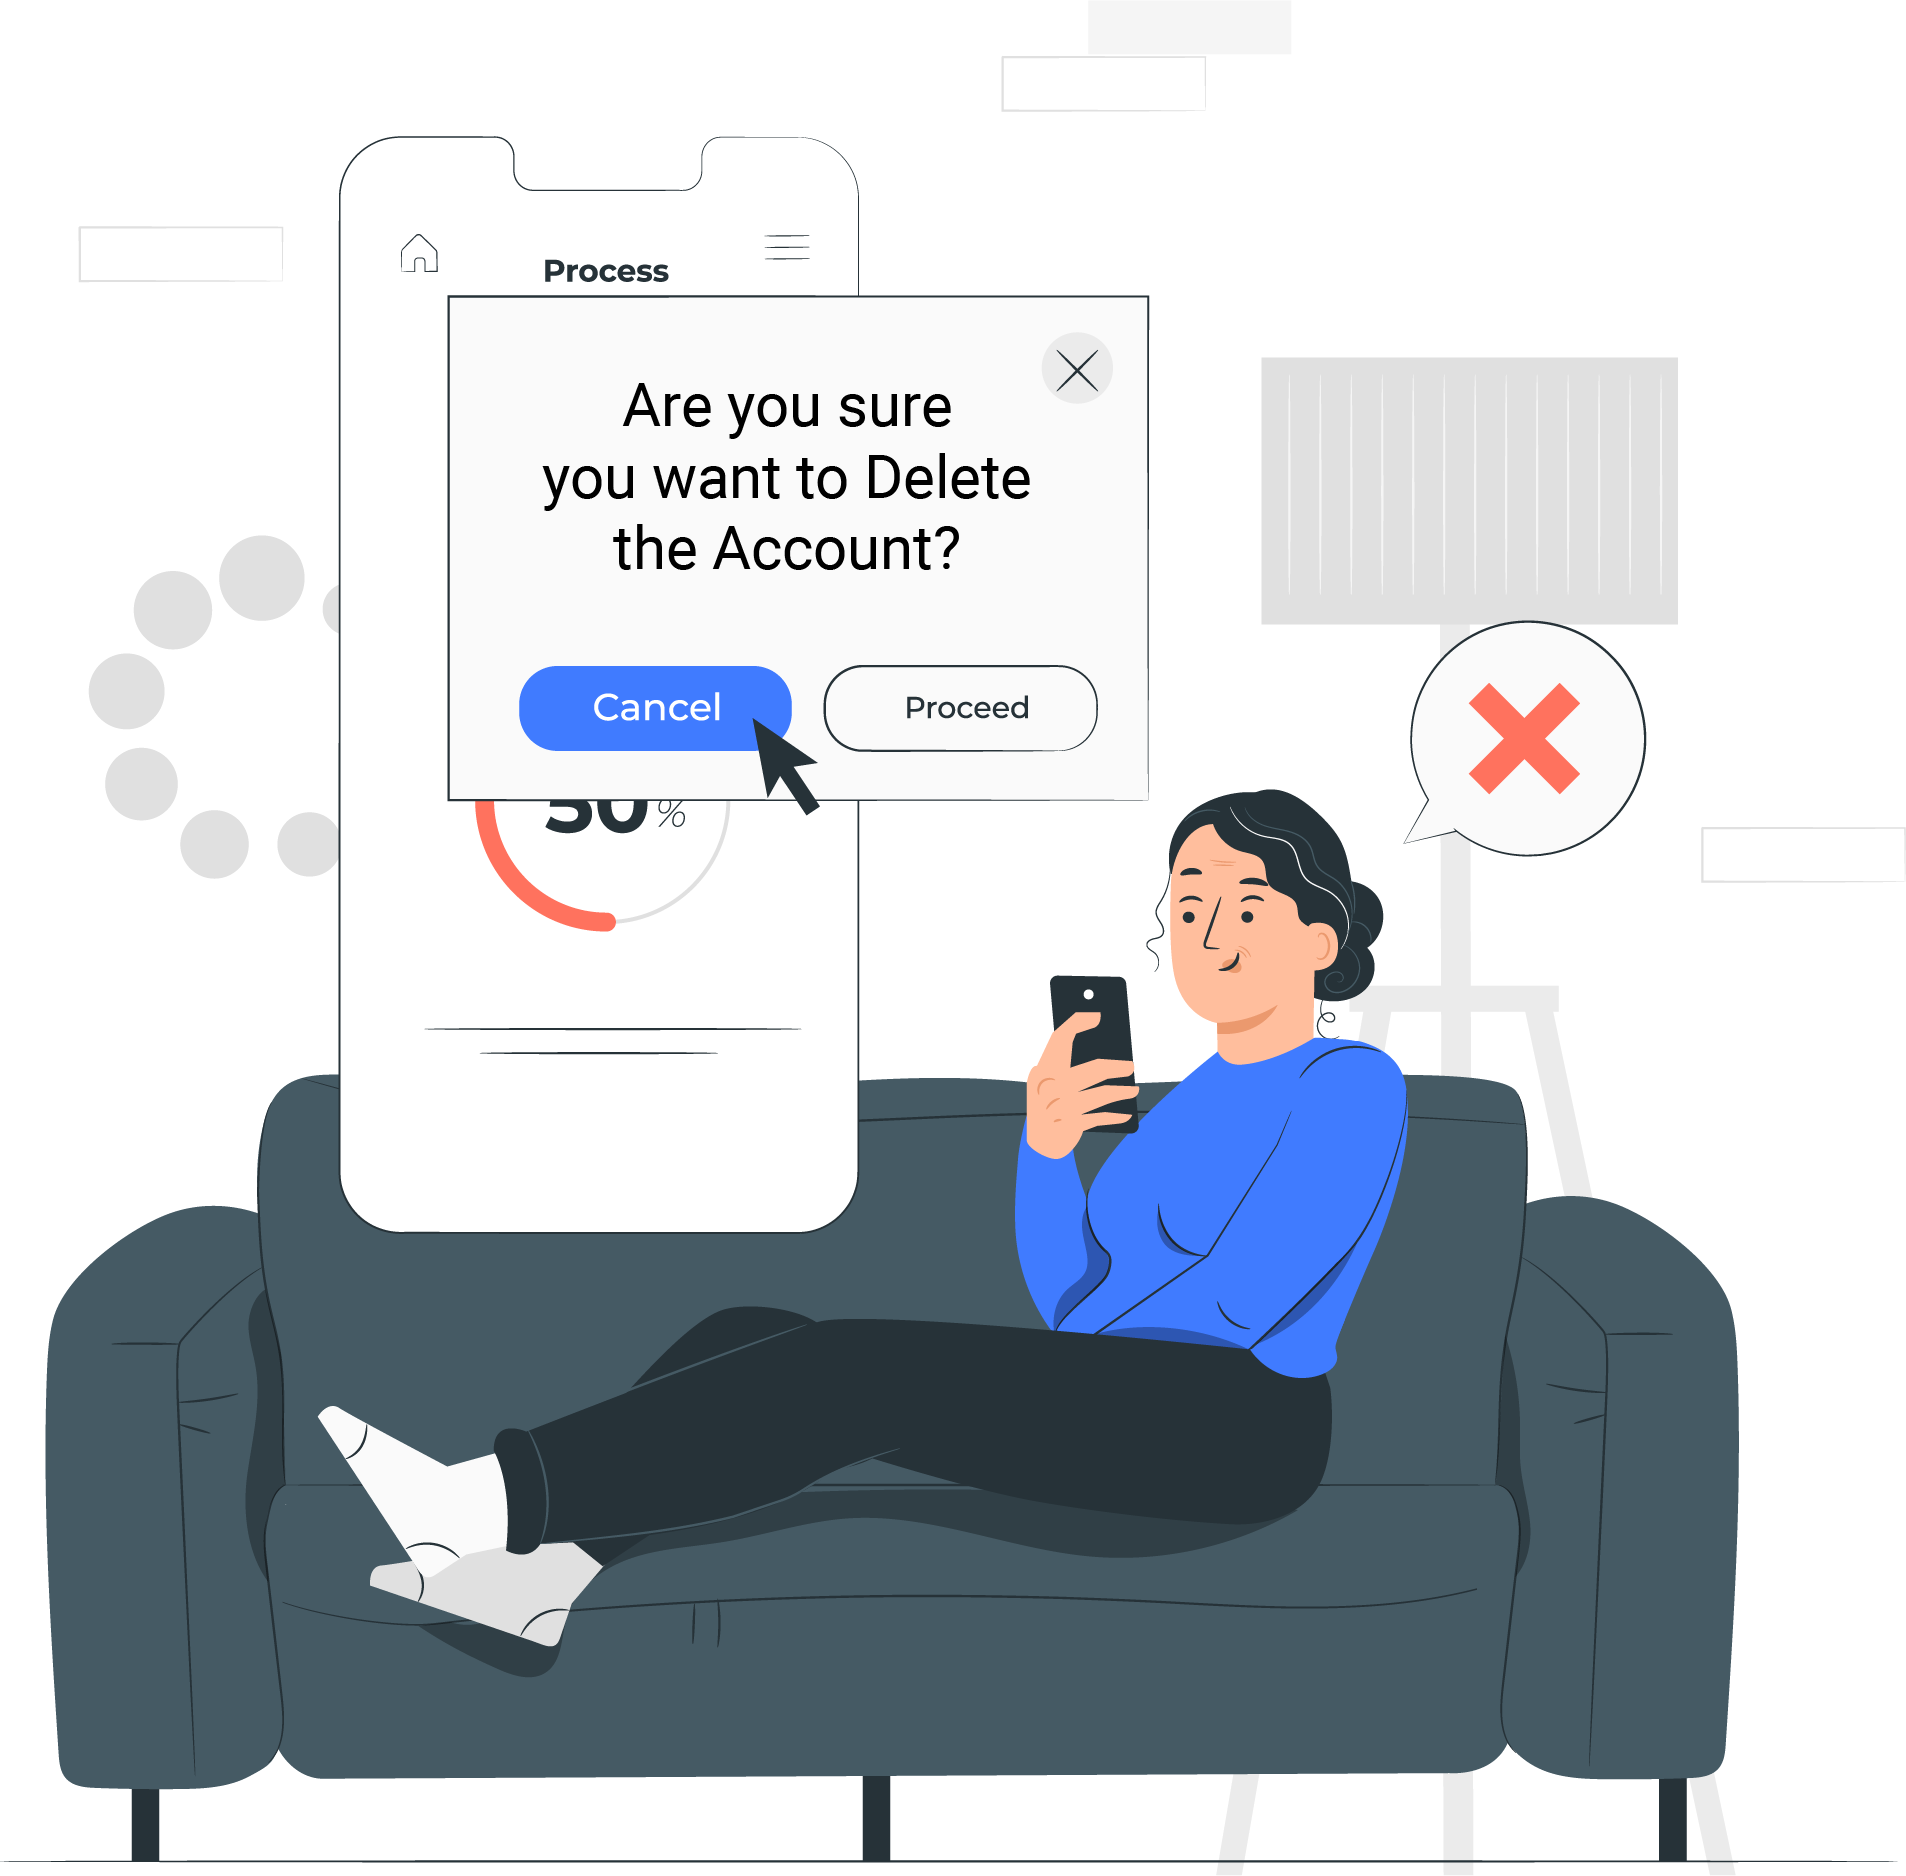 Process
Are you sure
you want to Delete
the Account?
Cancel
Proceed
%